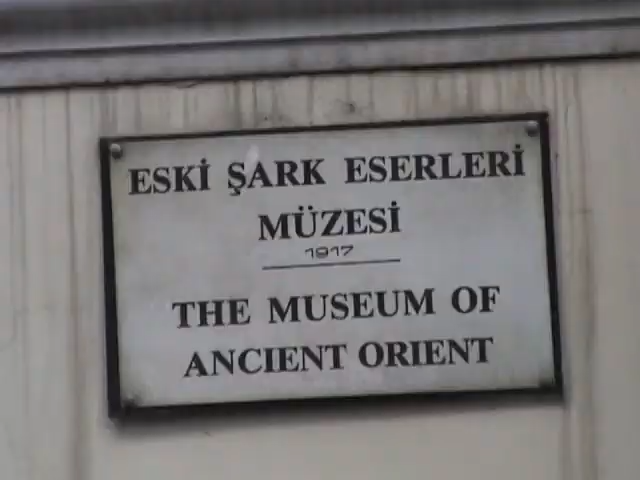 ESKİ ŞARK ESERLERİ
MÜZESİ
1917
THE MUSEUM OF
ANCIENT ORIENT